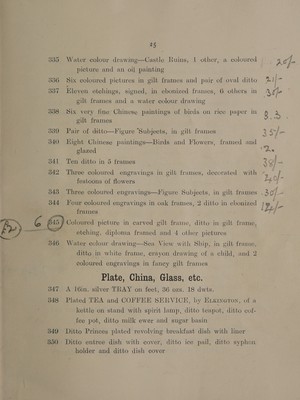 25
335 Water colour drawing—Castle Ruins, 1 other, a coloured
picture and an oil painting
336 Six coloured pictures in gilt frames and pair of oval ditto 21/-
337 Eleven etchings, signed, in ebonized frames, 6 others in 30/-
gilt frames and a water colour drawing
338 Six very fine Chinese paintings of birds on rice paper in 3.3
gilt frames
339 Pair of ditto—Figure Subjects, in gilt frames 35/-
340 Eight Chinese paintings—Birds and Flowers, framed and
glazed
341 Ten ditto in 5 frames
342 Three coloured engravings in gilt frames, decorated with
festoons of flowers
343 Three coloured engravings—Figure Subjects, in gilt frames 30/-
344 Four coloured engravings in oak frames, 2 ditto in ebonized
frames
6 345 Coloured picture in carved gilt frame, ditto in gilt frame,
etching, diploma framed and 4 other pictures
346 Water colour drawing—Sea View with Ship, in gilt frame,
ditto in white frame, crayon drawing of a child, and 2
coloured engravings in fancy gilt frames
Plate, China, Glass, etc.
347 A 16in. silver TRAY on feet, 36 ozs. 18 dwts.
348 Plated TEA and COFFEE SERVICE, by Elkington, of a
kettle on stand with spirit lamp, ditto teapot, ditto cof-
fee pot, ditto milk ewer and sugar basin
349 Ditto Princes plated revolving breakfast dish with liner
350 Ditto entree dish with cover, ditto ice pail, ditto syphon
holder and ditto dish cover